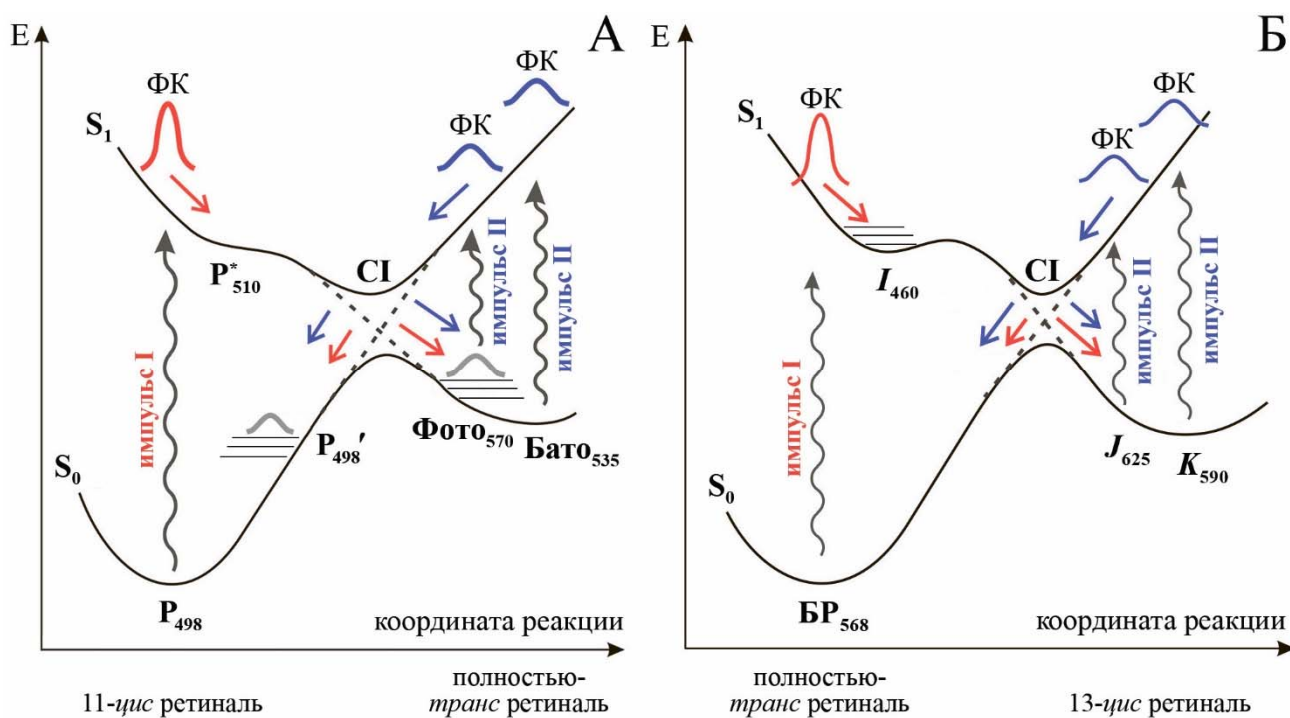 E
А
ФК
ФК
ФК
S₁
P*₅₁₀
CI
импульс I
импульс II
импульс II
P₄₉₈′
Фото₅₇₀
Бато₅₃₅
S₀
P₄₉₈
координата реакции
11-цис ретиналь
полностью-
транс ретиналь
E
Б
ФК
ФК
ФК
S₁
I₄₆₀
CI
импульс I
импульс II
импульс II
J₆₂₅
K₅₉₀
S₀
БР₅₆₈
координата реакции
полностью-
транс ретиналь
13-цис ретиналь